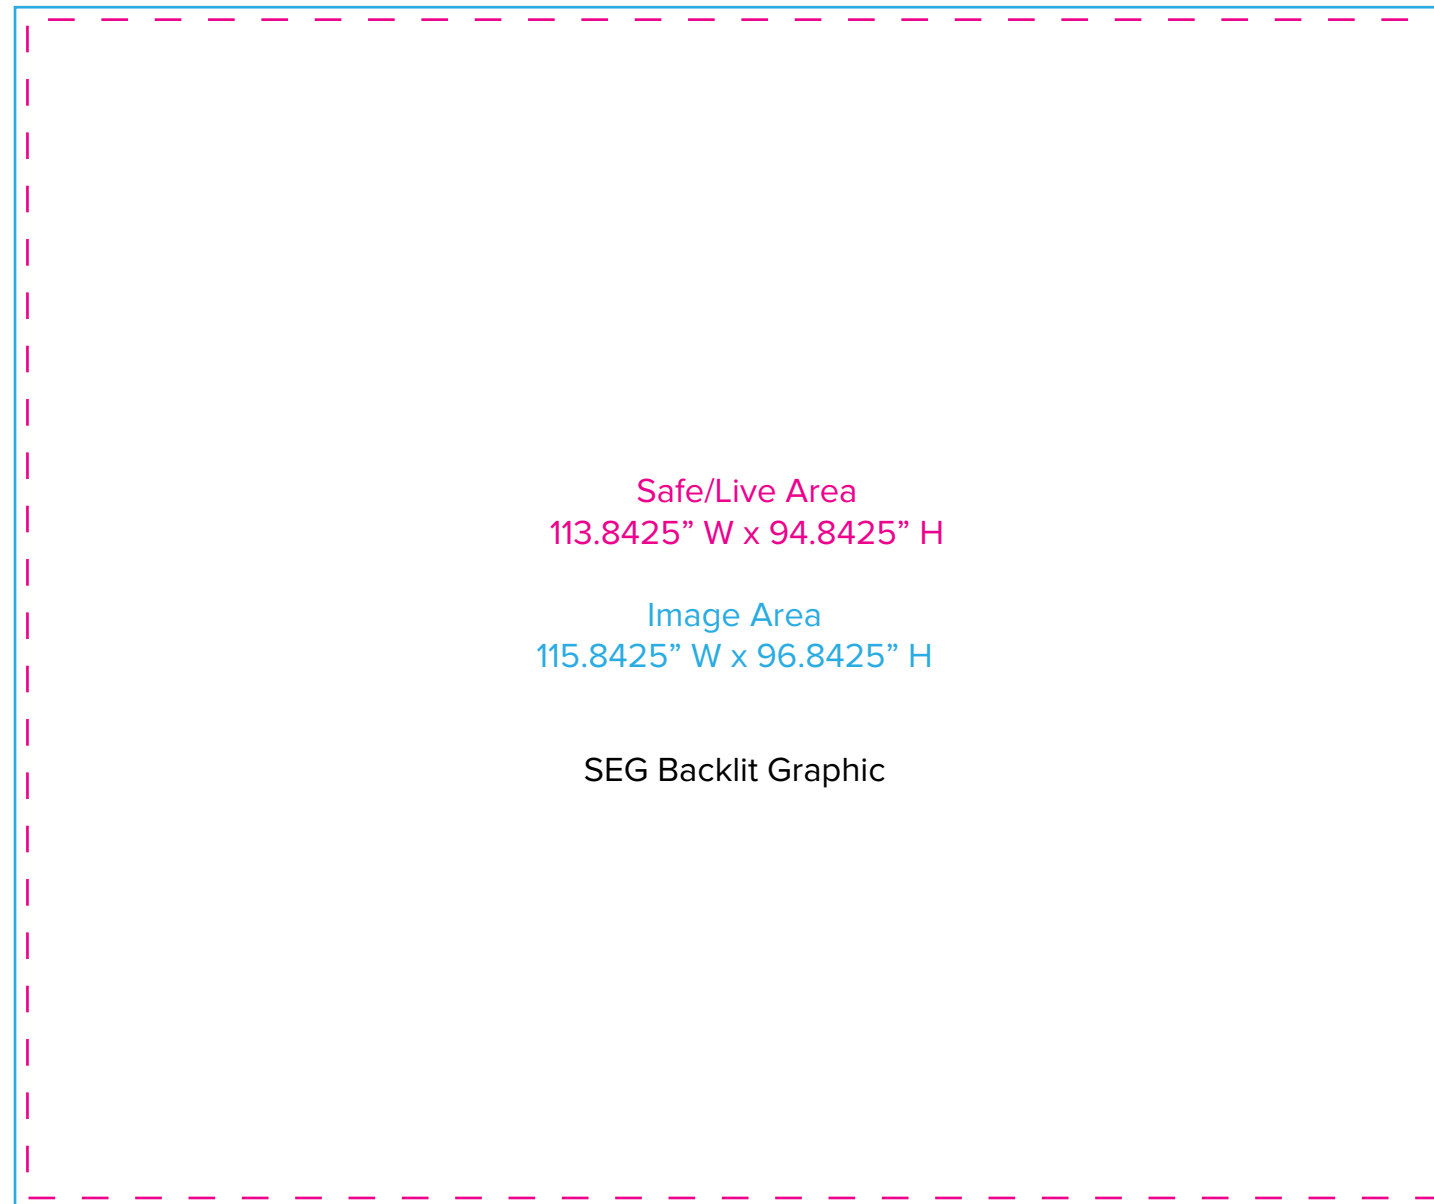 Safe/Live Area
113.8425” W x 94.8425” H
Image Area
115.8425” W x 96.8425” H
SEG Backlit Graphic